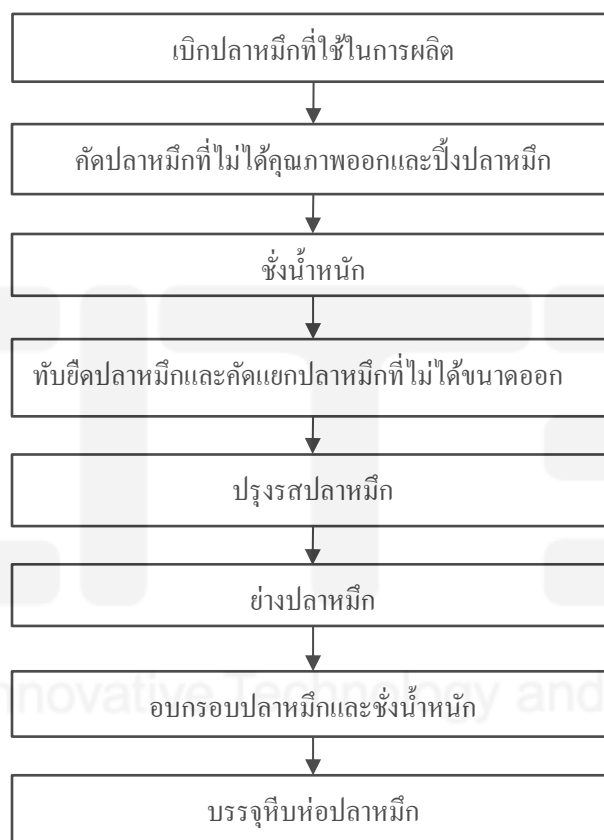 เบิกปลาหมึกที่ใช้ในการผลิต
คัดปลาหมึกที่ไม่ได้คุณภาพออกและปิ้งปลาหมึก
ชั่งน้ำหนัก
ทับยืดปลาหมึกและคัดแยกปลาหมึกที่ไม่ได้ขนาดออก
ปรุงรสปลาหมึก
ย่างปลาหมึก
nnovative Technology and
อบกรอบปลาหมึกและชั่งน้ำหนัก
บรรจุหีบห่อปลาหมึก